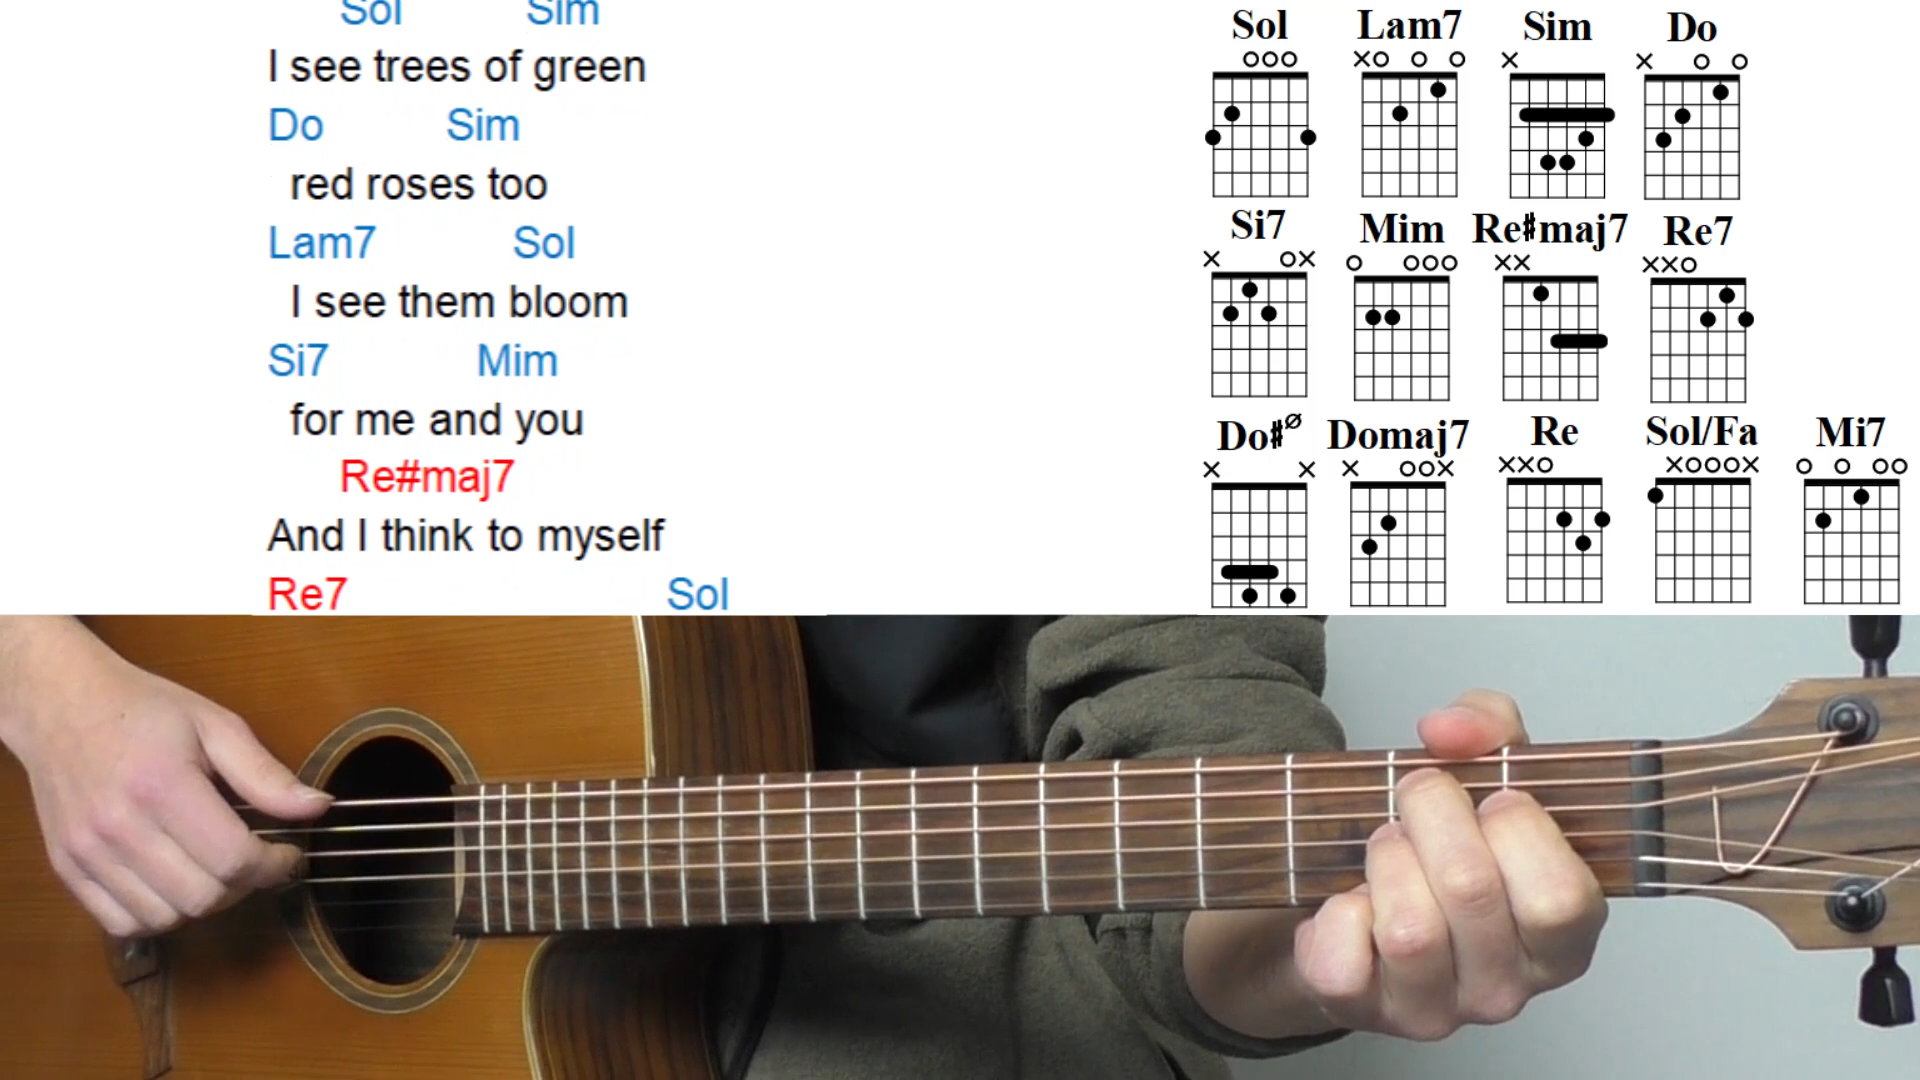 Sol Sim
I see trees of green
Do Sim
red roses too
Lam7 Sol
I see them bloom
Si7 Mim
for me and you
Re#maj7
And I think to myself
Re7 Sol
Sol Lam7 Sim Do
Si7 Mim Re♯maj7 Re7
Do♯ø Domaj7 Re Sol/Fa Mi7